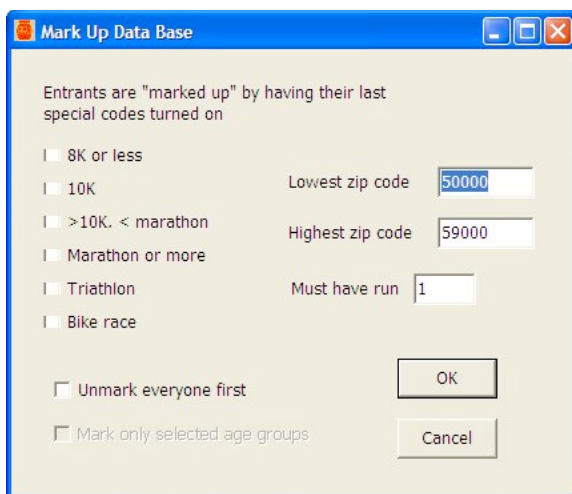 Mark Up Data Base
Entrants are "marked up" by having their last
special codes turned on
8K or less
10K
>10K. < marathon
Marathon or more
Triathlon
Bike race
Lowest zip code 50000
Highest zip code 59000
Must have run 1
Unmark everyone first
Mark only selected age groups
OK
Cancel